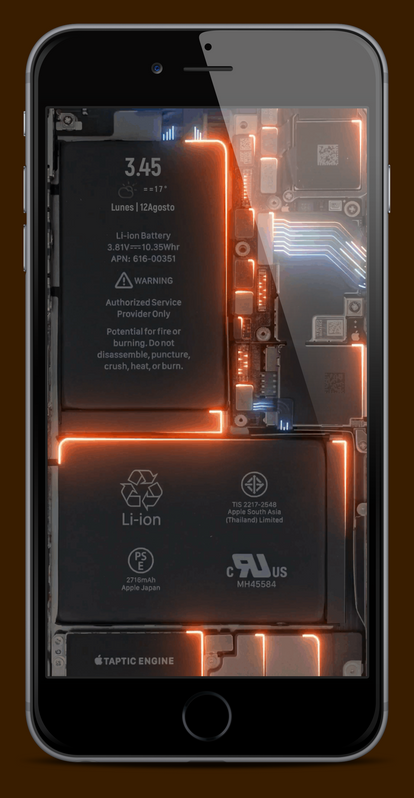 3.45
==17°
Lunes | 12Agosto
Li-ion Battery
3.81V⎓10.35Whr
APN: 616-00351
WARNING
Authorized Service
Provider Only
Potential for fire or
burning. Do not
disassemble, puncture,
crush, heat, or burn.
Li-ion
TIS 2217-2548
Apple South Asia
(Thailand) Limited
PS
E
2716mAh
Apple Japan
C RU US
MH45584
TAPTIC ENGINE